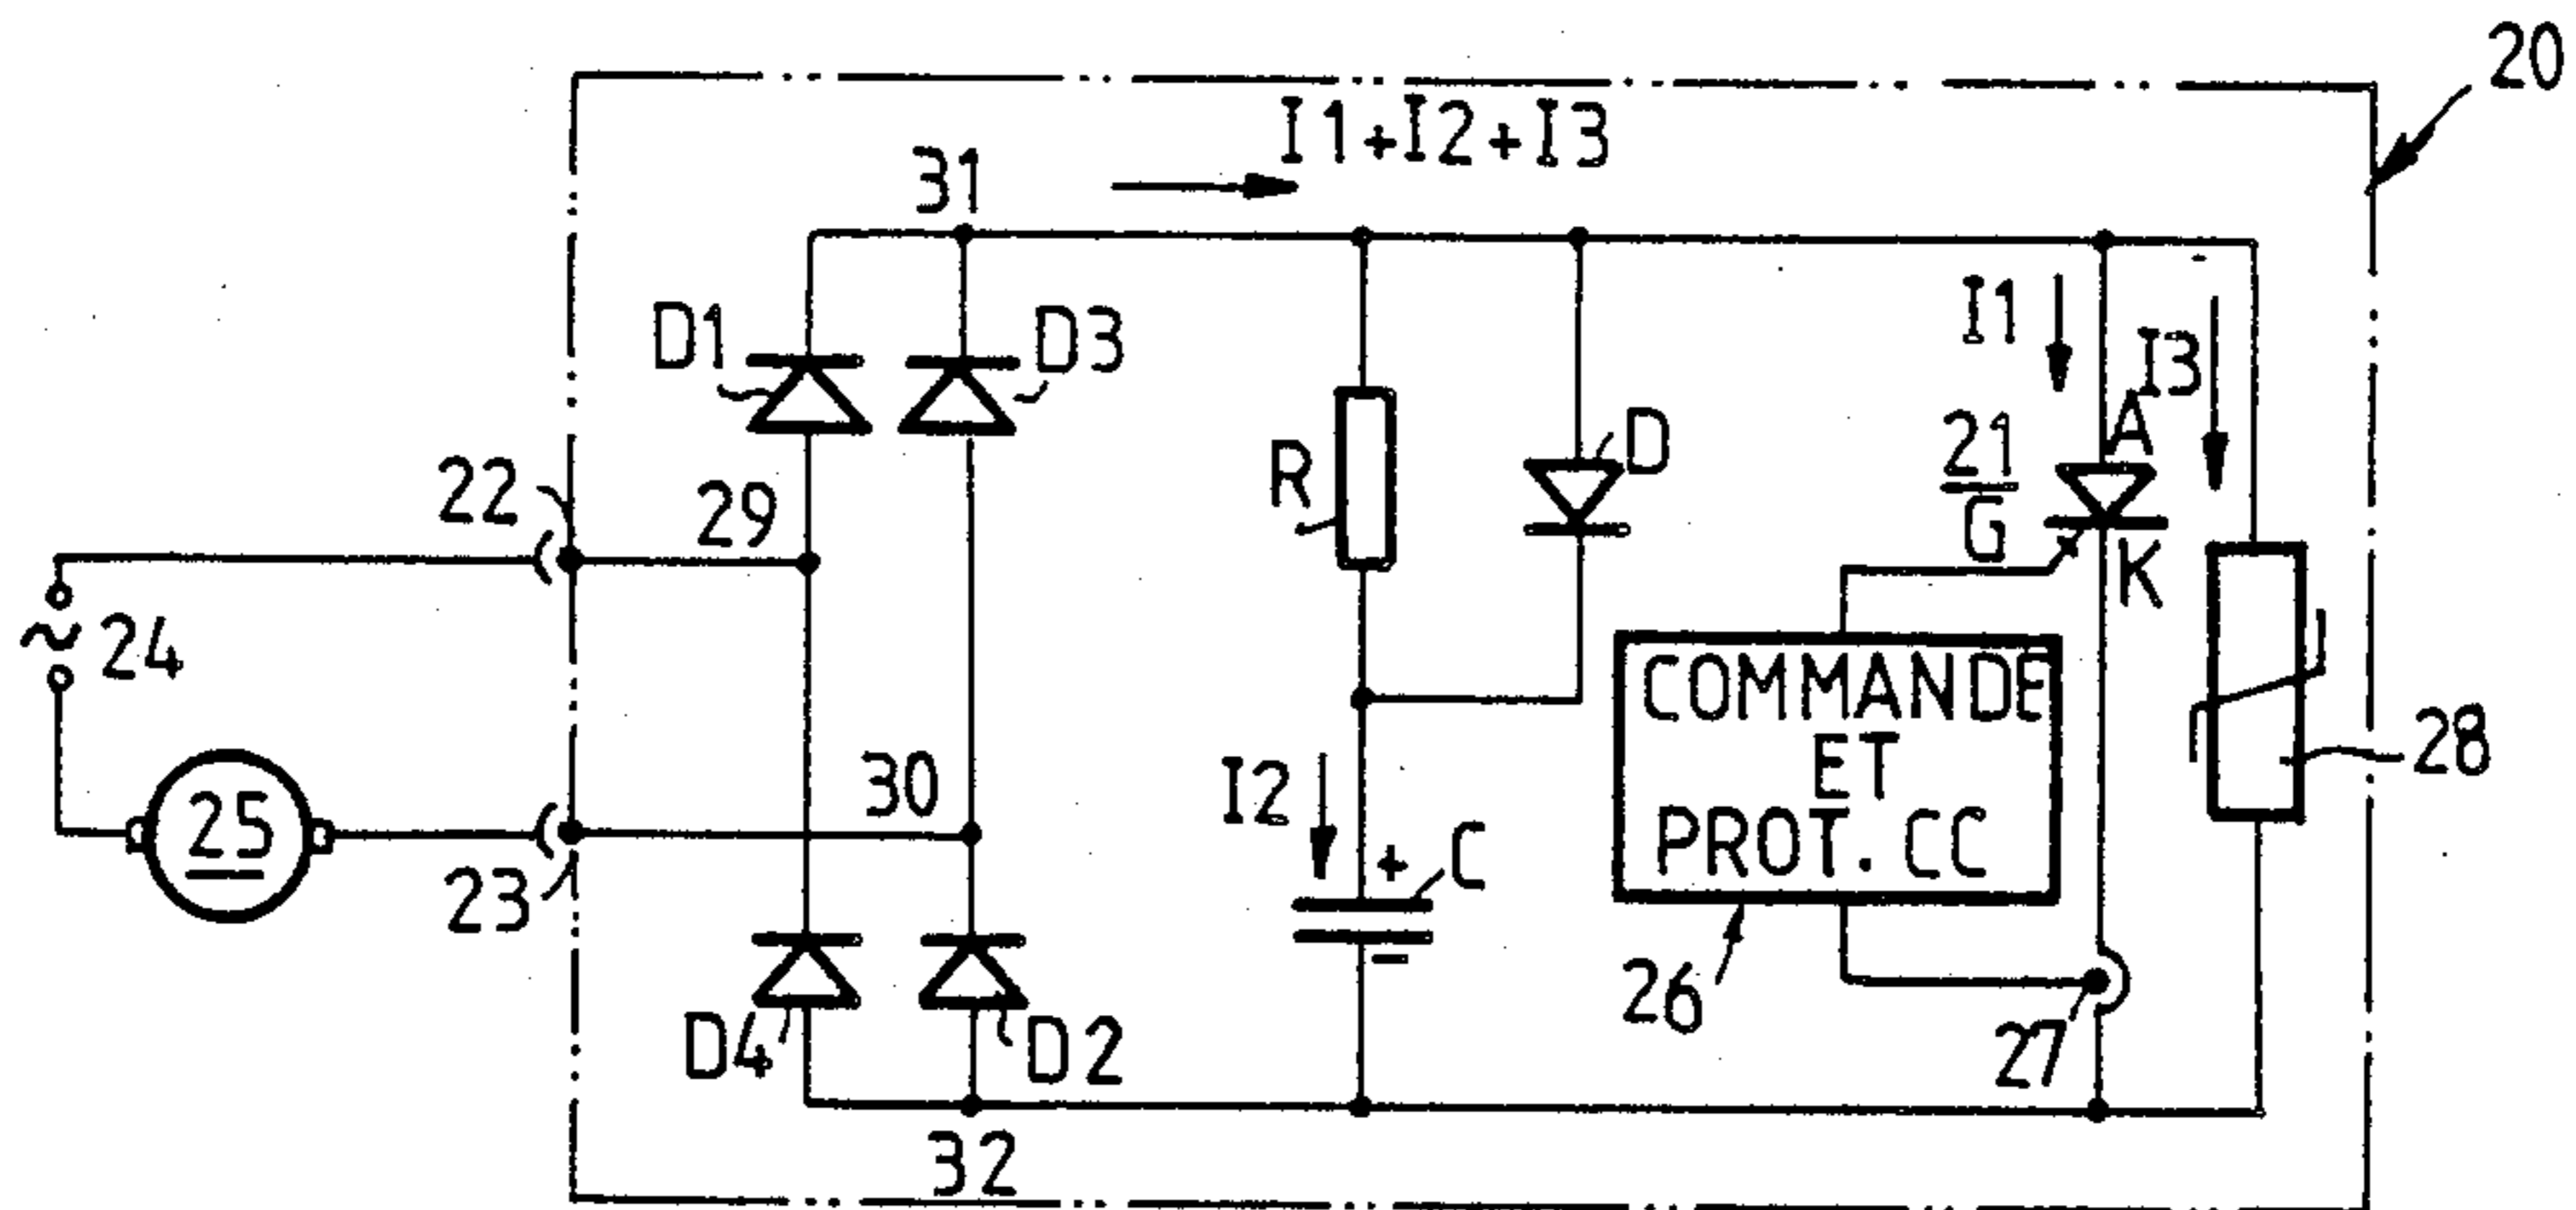 20
I1+I2+I3
31
D1
D3
I1
I3
A
21
G
K
R
D
22
29
24
COMMANDE
ET
PROT. CC
28
25
30
I2
+
C
-
23
26
27
D4
D2
32